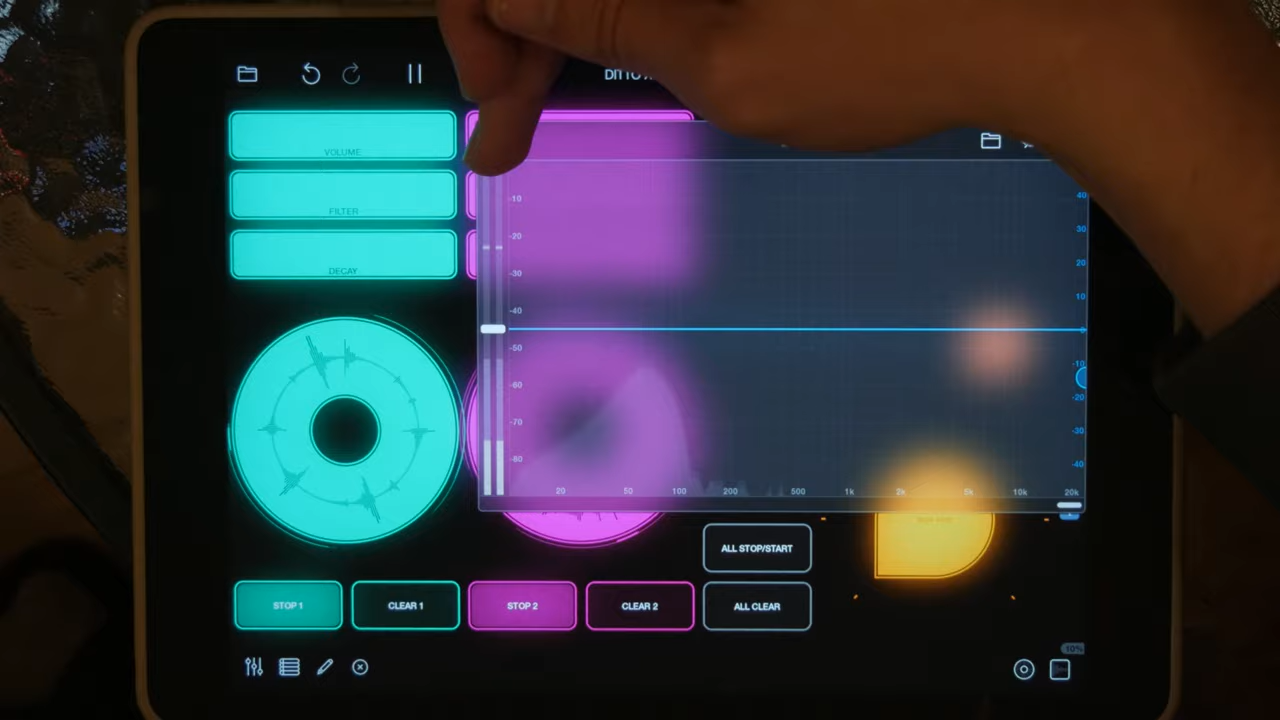 VOLUME
FILTER
DECAY
-10
-20
-30
-40
-50
-60
-70
-80
40
30
20
10
-10
-20
-30
-40
20 50 100 200 500 1k 2k 5k 10k 20k
ALL STOP/START
STOP 1
CLEAR 1
STOP 2
CLEAR 2
ALL CLEAR
10%